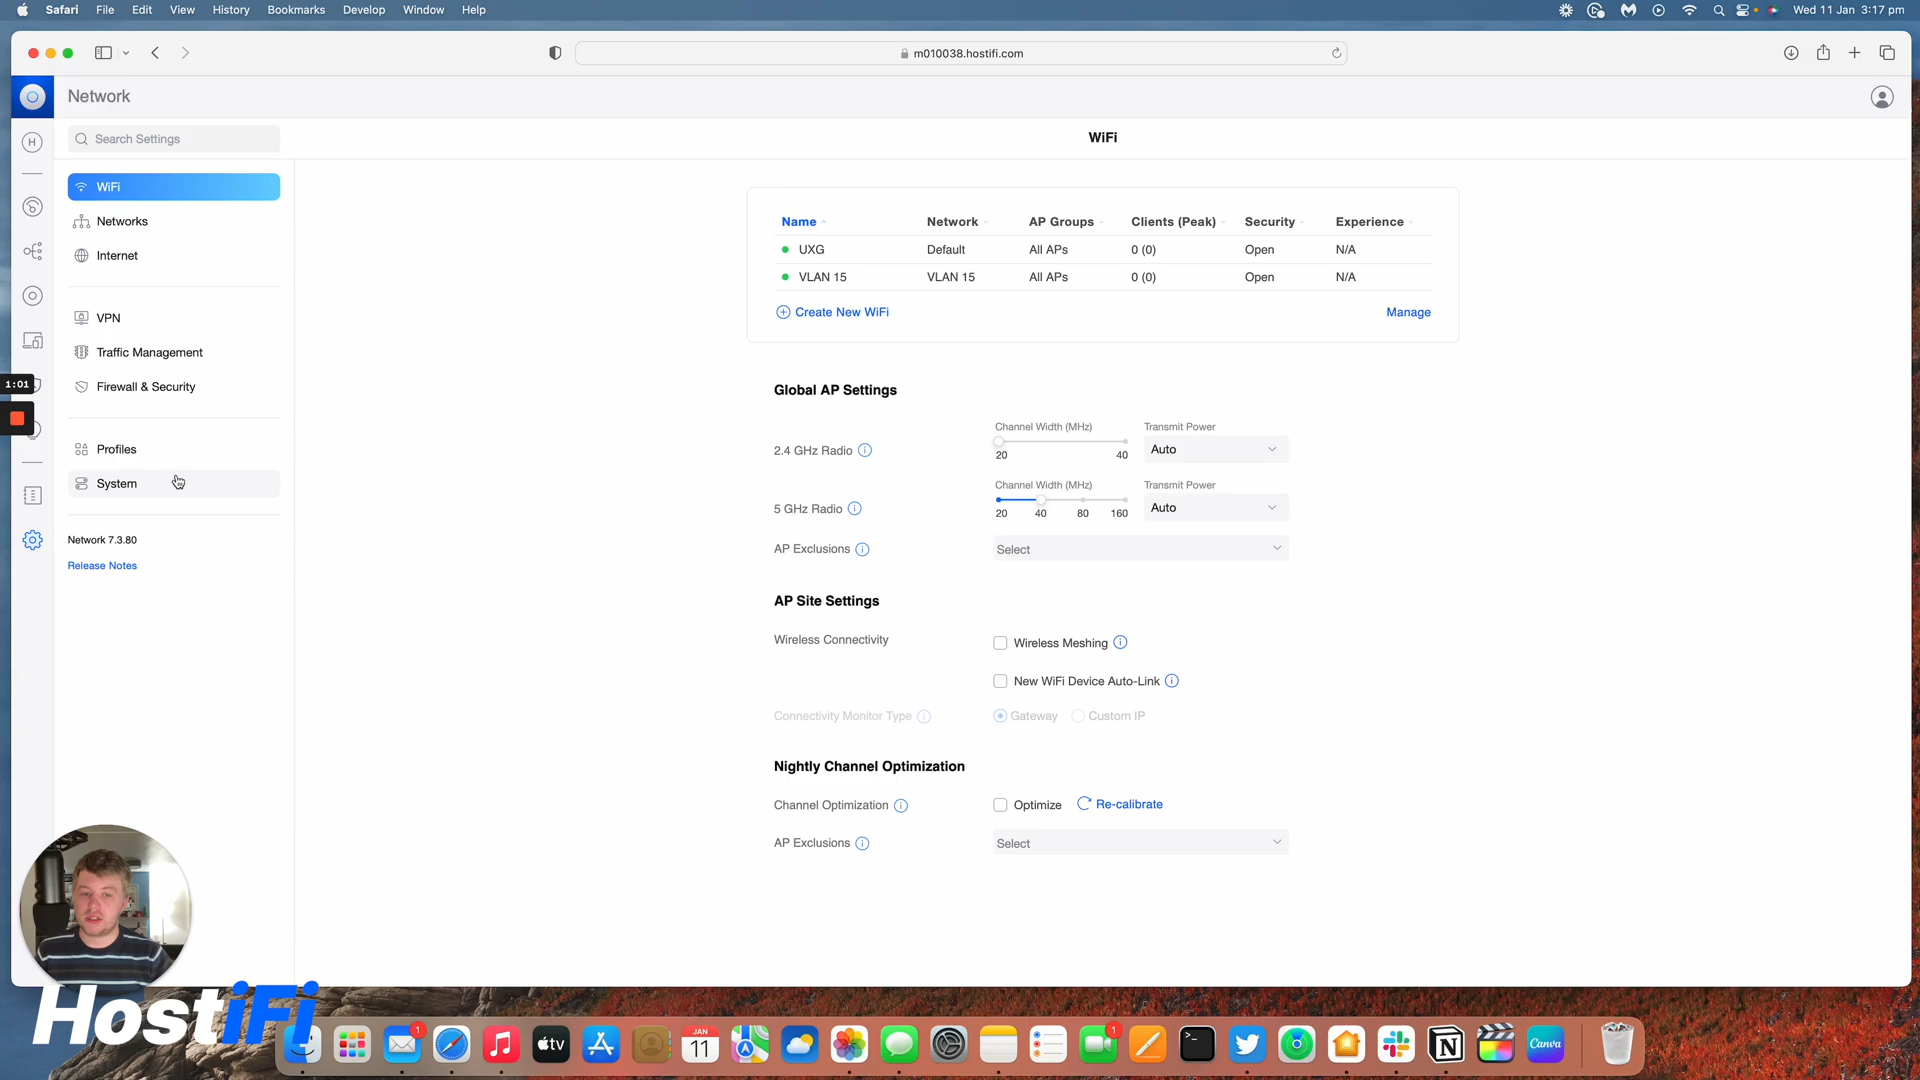 Safari File Edit View History Bookmarks Develop Window Help
Wed 11 Jan 3:17 pm
m010038.hostifi.com
Network
H
Search Settings
WiFi
WiFi
Networks
Internet
VPN
Traffic Management
Firewall & Security
1:01
Profiles
System
Network 7.3.80
Release Notes
Name Network AP Groups Clients (Peak) Security Experience
UXG Default All APs 0 (0) Open N/A
VLAN 15 VLAN 15 All APs 0 (0) Open N/A
Create New WiFi Manage
Global AP Settings
Channel Width (MHz) Transmit Power
2.4 GHz Radio Auto
20 40
Channel Width (MHz) Transmit Power
5 GHz Radio Auto
20 40 80 160
AP Exclusions Select
AP Site Settings
Wireless Connectivity Wireless Meshing
New WiFi Device Auto-Link
Connectivity Monitor Type Gateway Custom IP
Nightly Channel Optimization
Channel Optimization Optimize Re-calibrate
AP Exclusions Select
HostiFi
1
tv
JAN
11
1
N
Canva